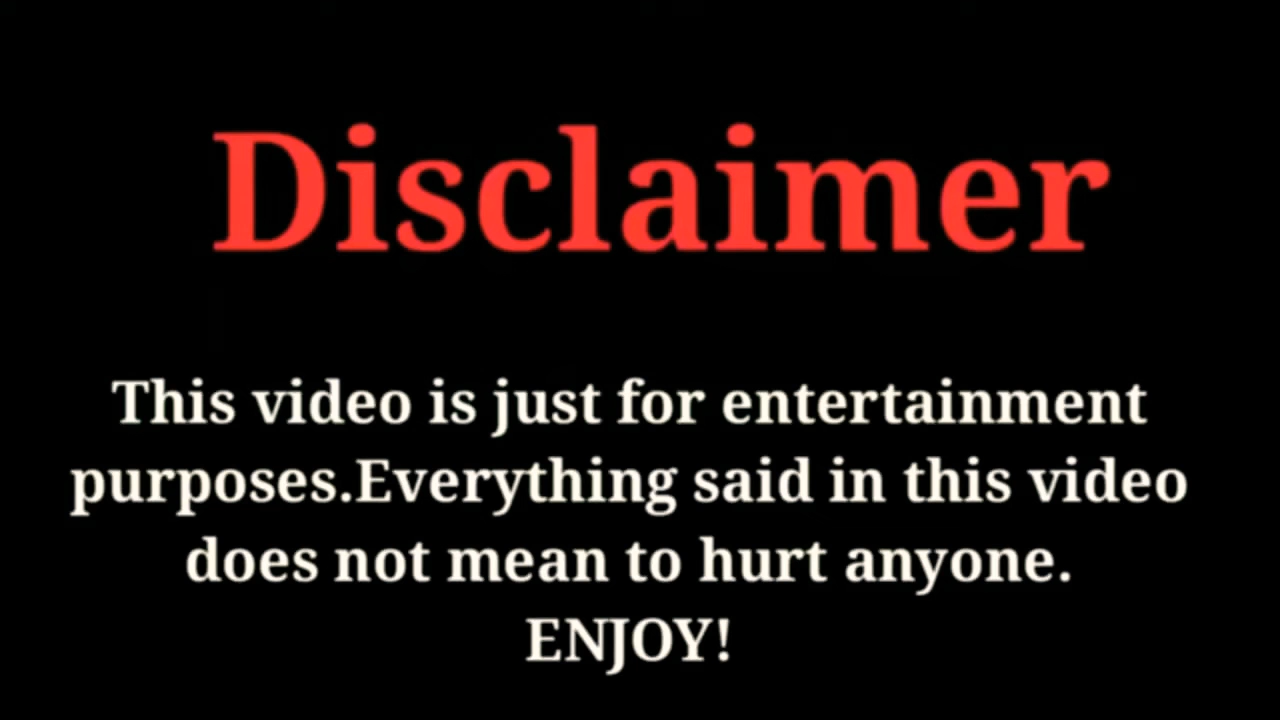 Disclaimer
This video is just for entertainment
purposes.Everything said in this video
does not mean to hurt anyone.
ENJOY!